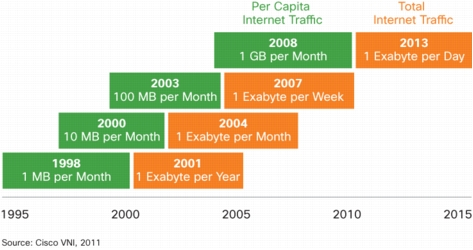 Per Capita
Internet Traffic
Total
Internet Traffic
2008
1 GB per Month
2013
1 Exabyte per Day
2003
100 MB per Month
2007
1 Exabyte per Week
2000
10 MB per Month
2004
1 Exabyte per Month
1998
1 MB per Month
2001
1 Exabyte per Year
1995 2000 2005 2010 2015
Source: Cisco VNI, 2011